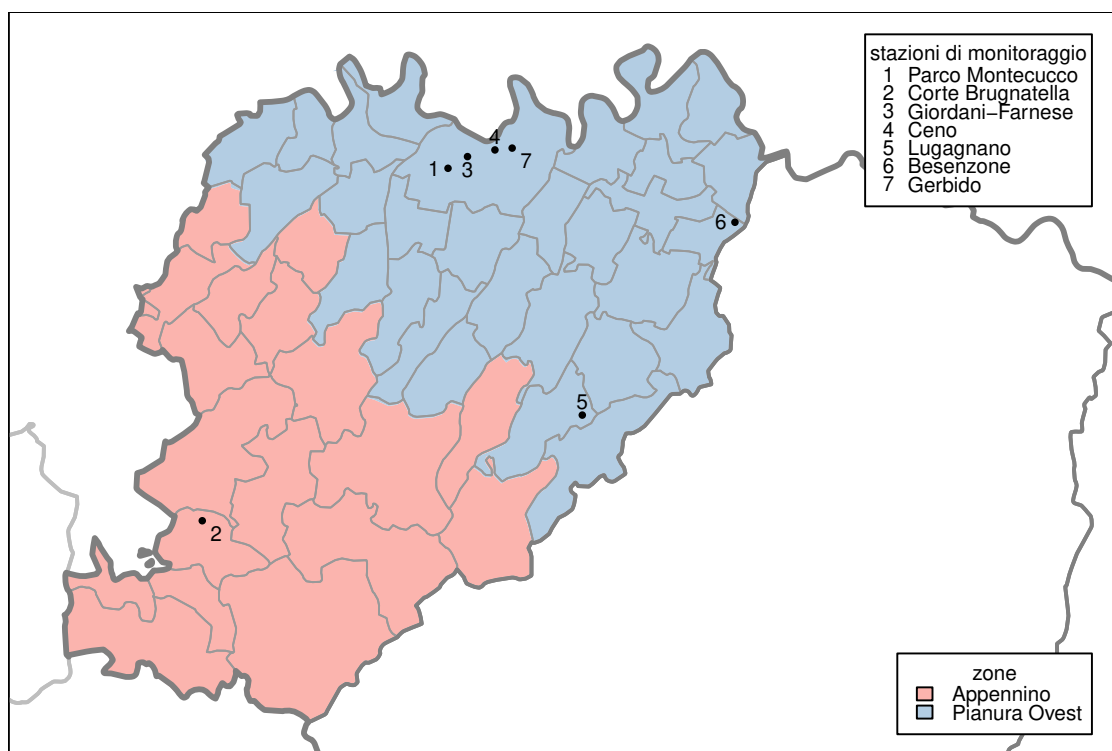 stazioni di monitoraggio
1 Parco Montecucco
2 Corte Brugnatella
3 Giordani−Farnese
4 Ceno
5 Lugagnano
6 Besenzone
7 Gerbido
4
1
3
7
6
5
2
zone
Appennino
Pianura Ovest